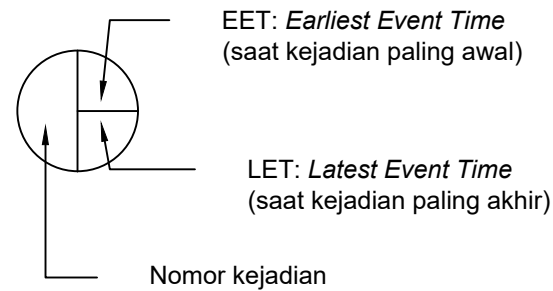 EET: Earliest Event Time
(saat kejadian paling awal)
LET: Latest Event Time
(saat kejadian paling akhir)
Nomor kejadian